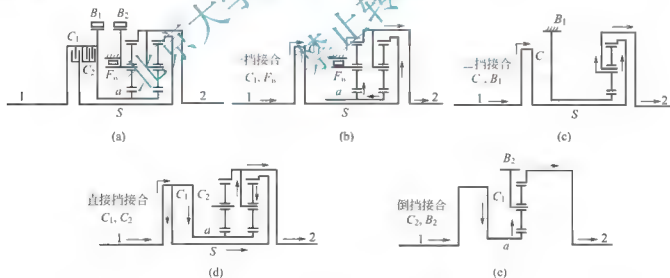 B₁ B₂
C₁
C₂
Fₙ
1
a
2
S
(a)
一挡接合
C₁, Fₙ
C₁
Fₙ
1
a
2
S
(b)
二挡接合
C, B₁
B₁
C
1
2
S
(c)
直接挡接合
C₁, C₂
C₁ C₂
1
a
2
S
(d)
倒挡接合
C₂, B₂
B₂
C₁
1
a
2
(e)